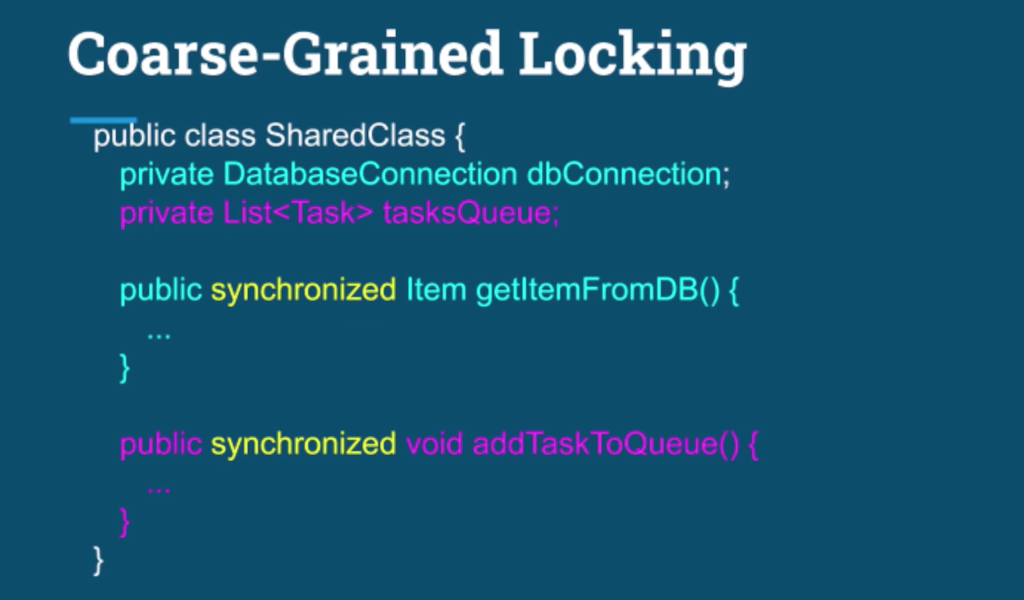 Coarse-Grained Locking
public class SharedClass {
private DatabaseConnection dbConnection;
private List<Task> tasksQueue;
public synchronized Item getItemFromDB() {
...
}
public synchronized void addTaskToQueue() {
...
}
}